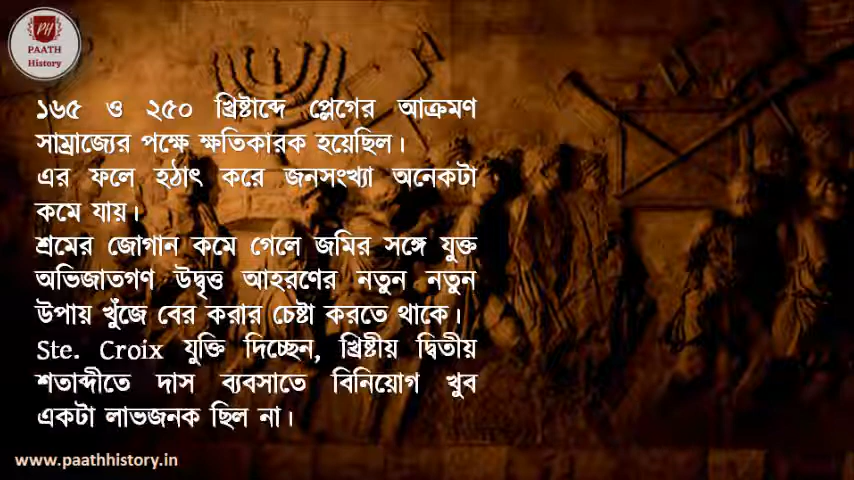 PH
PAATH
History
১৬৫ ও ২৫০ খ্রিষ্টাব্দে প্লেগের আক্রমণ
সাম্রাজ্যের পক্ষে ক্ষতিকারক হয়েছিল।
এর ফলে হঠাৎ করে জনসংখ্যা অনেকটা
কমে যায়।
শ্রমের জোগান কমে গেলে জমির সঙ্গে যুক্ত
অভিজাতগণ উদ্বৃত্ত আহরণের নতুন নতুন
উপায় খুঁজে বের করার চেষ্টা করতে থাকে।
Ste. Croix যুক্তি দিচ্ছেন, খ্রিষ্টীয় দ্বিতীয়
শতাব্দীতে দাস ব্যবসাতে বিনিয়োগ খুব
একটা লাভজনক ছিল না।
www.paathhistory.in